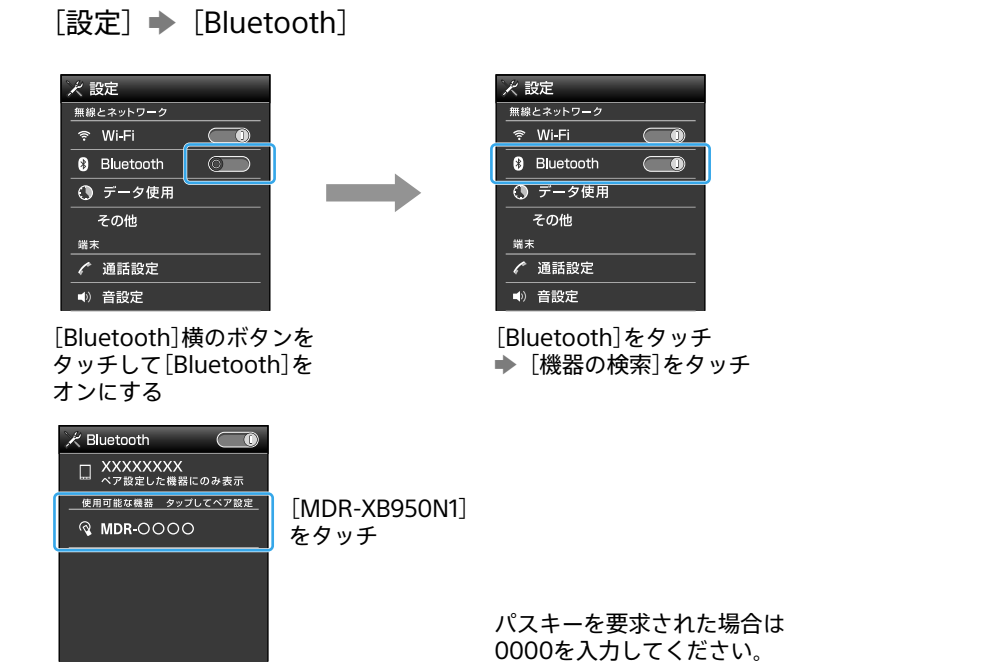 [設定] ➡ [Bluetooth]
設定
無線とネットワーク
Wi-Fi
Bluetooth
データ使用
その他
端末
通話設定
音設定
[Bluetooth]横のボタンを
タッチして[Bluetooth]を
オンにする
設定
無線とネットワーク
Wi-Fi
Bluetooth
データ使用
その他
端末
通話設定
音設定
[Bluetooth]をタッチ
➡ [機器の検索]をタッチ
Bluetooth
XXXXXXXX
ペア設定した機器にのみ表示
使用可能な機器 タップしてペア設定
MDR-○○○○
[MDR-XB950N1]
をタッチ
パスキーを要求された場合は
0000を入力してください。